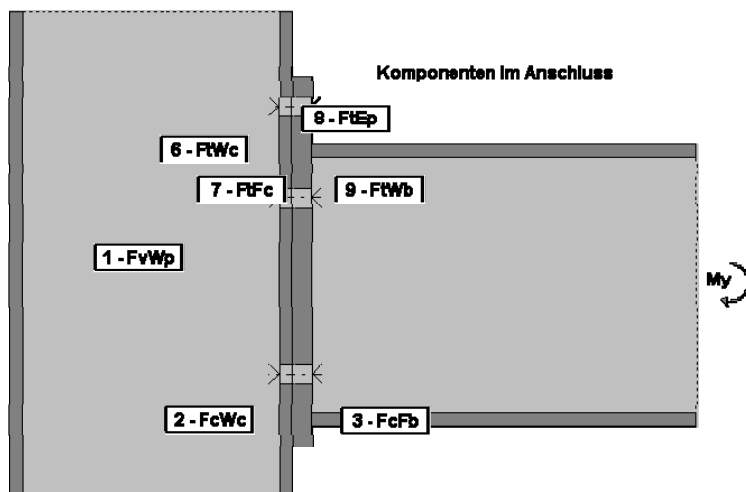 Komponenten im Anschluss
8 - FtEp
6 - FtWc
7 - FtFc
9 - FtWb
1 - FvWp
My
2 - FcWc
3 - FcFb